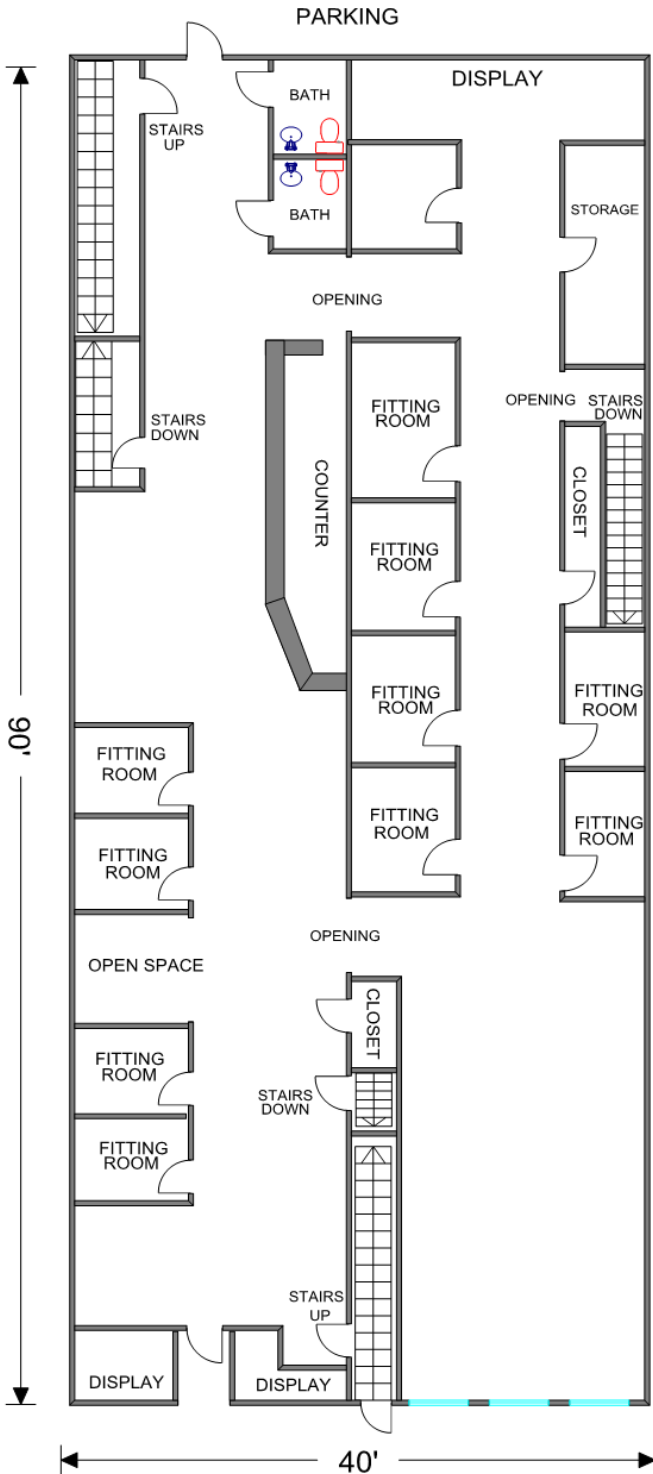 PARKING
DISPLAY
BATH
STAIRS
UP
STORAGE
BATH
OPENING
OPENING
STAIRS
DOWN
FITTING
ROOM
STAIRS
DOWN
COUNTER
CLOSET
FITTING
ROOM
FITTING
ROOM
FITTING
ROOM
90'
FITTING
ROOM
FITTING
ROOM
FITTING
ROOM
FITTING
ROOM
OPENING
OPEN SPACE
CLOSET
FITTING
ROOM
STAIRS
DOWN
FITTING
ROOM
STAIRS
UP
DISPLAY
DISPLAY
40'